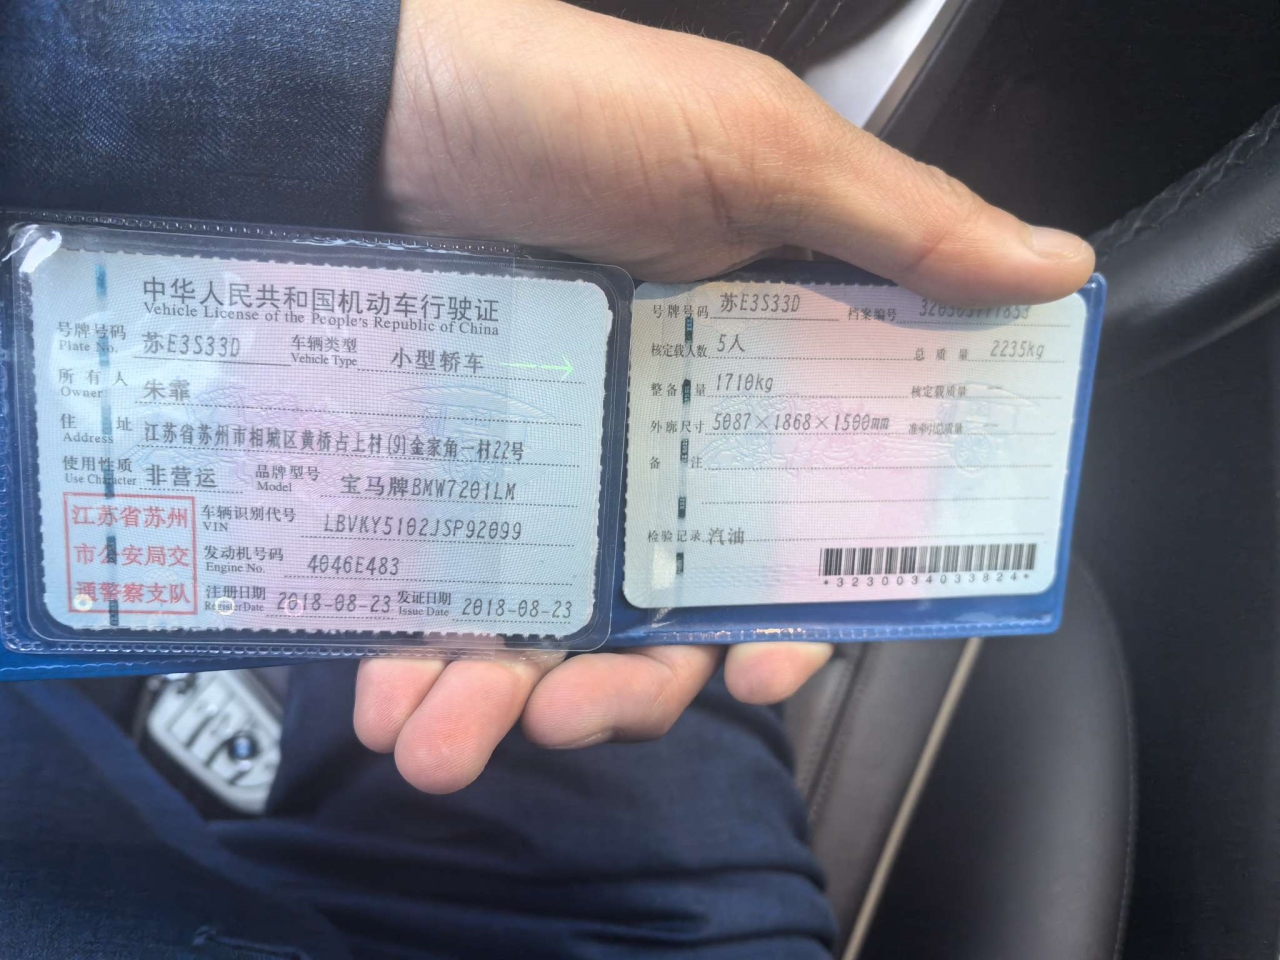 中华人民共和国机动车行驶证
Vehicle License of the People's Republic of China
号牌号码 苏E3S33D 车辆类型 小型轿车
Plate No. Vehicle Type
所有人 朱霏
Owner
住址 江苏省苏州市相城区黄桥占上村(9)金家角一村22号
Address
使用性质 非营运 品牌型号 宝马牌BMW7201LM
Use Character Model
江苏省苏州
市公安局交
通警察支队
车辆识别代号 LBVKY5102JSP92099
VIN
发动机号码 4046E483
Engine No.
注册日期 2018-08-23 发证日期 2018-08-23
Register Date Issue Date
号牌号码 苏E3S33D 档案编号
核定载人数 5人 总质量 2235kg
整备质量 1710kg 核定载质量 --
外廓尺寸 5087×1868×1500mm 准牵引总质量 --
备注
检验记录 汽油
*3230034033824*